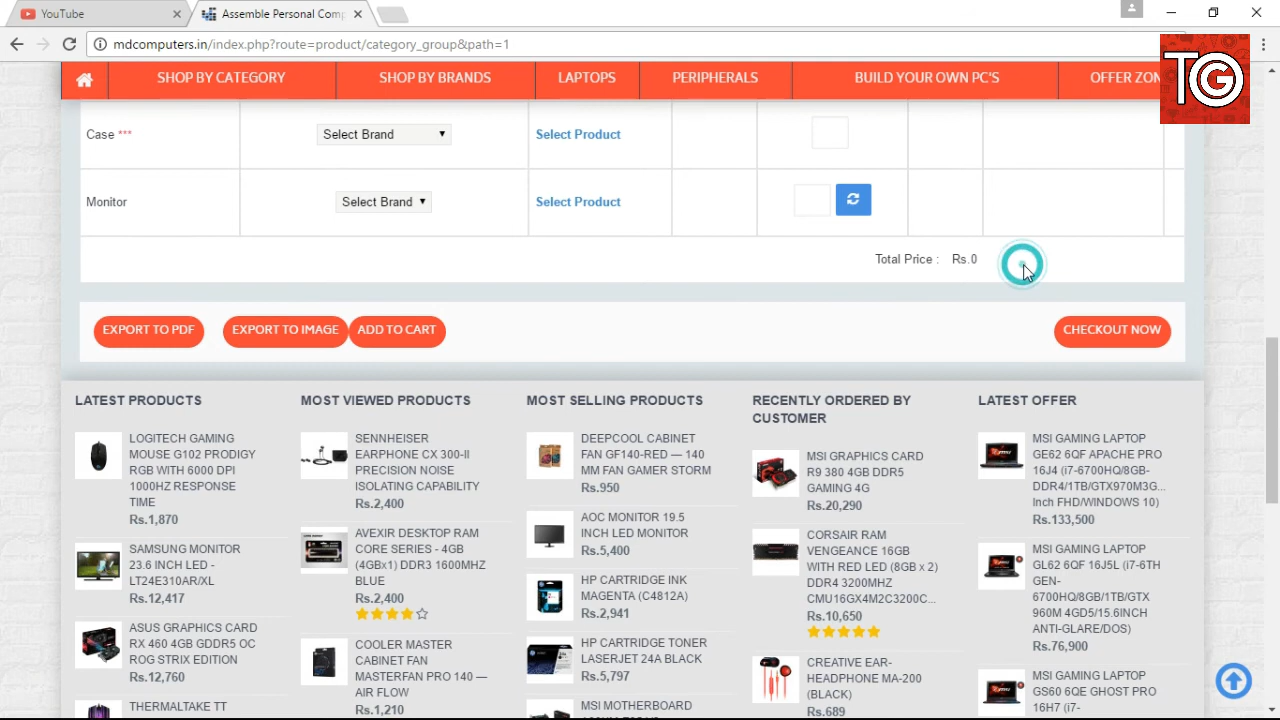 YouTube
Assemble Personal Comp
mdcomputers.in/index.php?route=product/category_group&path=1
TG
SHOP BY CATEGORY
SHOP BY BRANDS
LAPTOPS
PERIPHERALS
BUILD YOUR OWN PC'S
OFFER ZON
Case ***
Select Brand
Select Product
Monitor
Select Brand
Select Product
Total Price : Rs.0
EXPORT TO PDF
EXPORT TO IMAGE
ADD TO CART
CHECKOUT NOW
LATEST PRODUCTS
LOGITECH GAMING
MOUSE G102 PRODIGY
RGB WITH 6000 DPI
1000HZ RESPONSE
TIME
Rs.1,870
SAMSUNG MONITOR
23.6 INCH LED -
LT24E310AR/XL
Rs.12,417
ASUS GRAPHICS CARD
RX 460 4GB GDDR5 OC
ROG STRIX EDITION
Rs.12,760
THERMALTAKE TT
MOST VIEWED PRODUCTS
SENNHEISER
EARPHONE CX 300-II
PRECISION NOISE
ISOLATING CAPABILITY
Rs.2,400
AVEXIR DESKTOP RAM
CORE SERIES - 4GB
(4GBx1) DDR3 1600MHZ
BLUE
Rs.2,400
COOLER MASTER
CABINET FAN
MASTERFAN PRO 140 —
AIR FLOW
Rs.1,210
MOST SELLING PRODUCTS
DEEPCOOL CABINET
FAN GF140-RED — 140
MM FAN GAMER STORM
Rs.950
AOC MONITOR 19.5
INCH LED MONITOR
Rs.5,400
HP CARTRIDGE INK
MAGENTA (C4812A)
Rs.2,941
HP CARTRIDGE TONER
LASERJET 24A BLACK
Rs.5,797
MSI MOTHERBOARD
RECENTLY ORDERED BY
CUSTOMER
MSI GRAPHICS CARD
R9 380 4GB DDR5
GAMING 4G
Rs.20,290
CORSAIR RAM
VENGEANCE 16GB
WITH RED LED (8GB x 2)
DDR4 3200MHZ
CMU16GX4M2C3200C...
Rs.10,650
CREATIVE EAR-
HEADPHONE MA-200
(BLACK)
Rs.689
LATEST OFFER
MSI GAMING LAPTOP
GE62 6QF APACHE PRO
16J4 (i7-6700HQ/8GB-
DDR4/1TB/GTX970M3G...
Inch FHD/WINDOWS 10)
Rs.133,500
MSI GAMING LAPTOP
GL62 6QF 16J5L (i7-6TH
GEN-
6700HQ/8GB/1TB/GTX
960M 4GD5/15.6INCH
ANTI-GLARE/DOS)
Rs.76,900
MSI GAMING LAPTOP
GS60 6QE GHOST PRO
16H7 (i7-